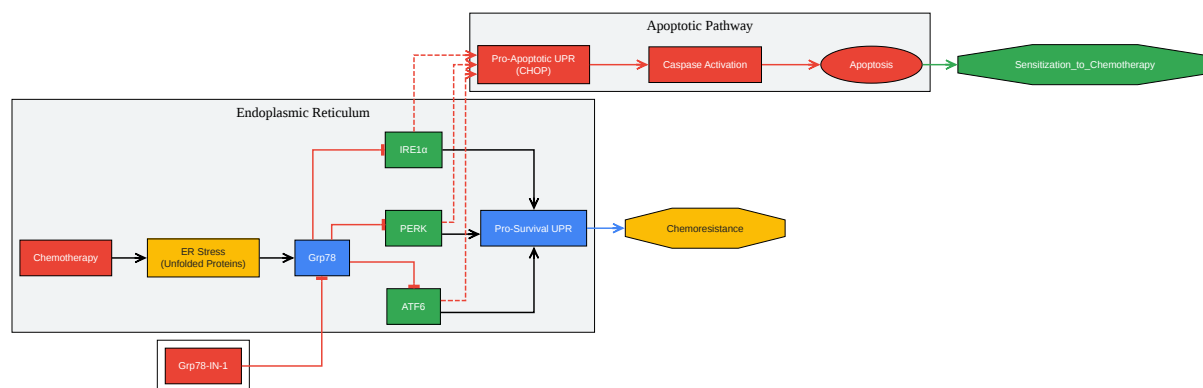 Apoptotic Pathway
Pro-Apoptotic UPR
(CHOP)
Caspase Activation
Apoptosis
Sensitization_to_Chemotherapy
Endoplasmic Reticulum
IRE1α
PERK
Pro-Survival UPR
Chemoresistance
Chemotherapy
ER Stress
(Unfolded Proteins)
Grp78
ATF6
Grp78-IN-1